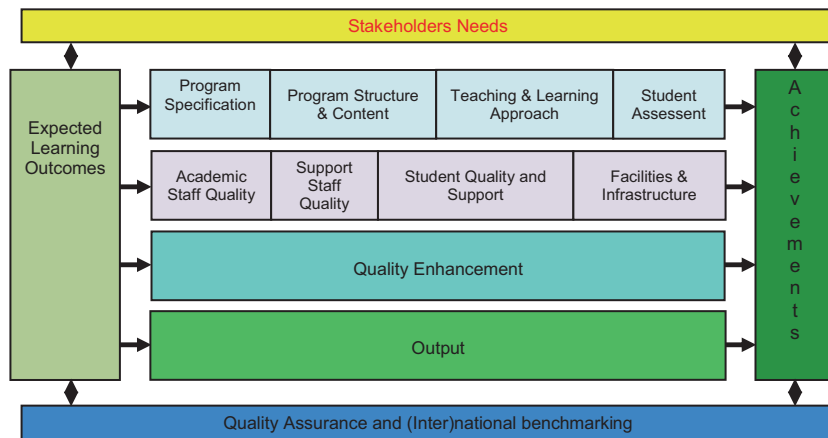 Stakeholders Needs
Expected
Learning
Outcomes
Program
Specification
Program Structure
& Content
Teaching & Learning
Approach
Student
Assessent
Academic
Staff Quality
Support
Staff
Quality
Student Quality and
Support
Facilities &
Infrastructure
Quality Enhancement
Output
Achievements
Quality Assurance and (Inter)national benchmarking